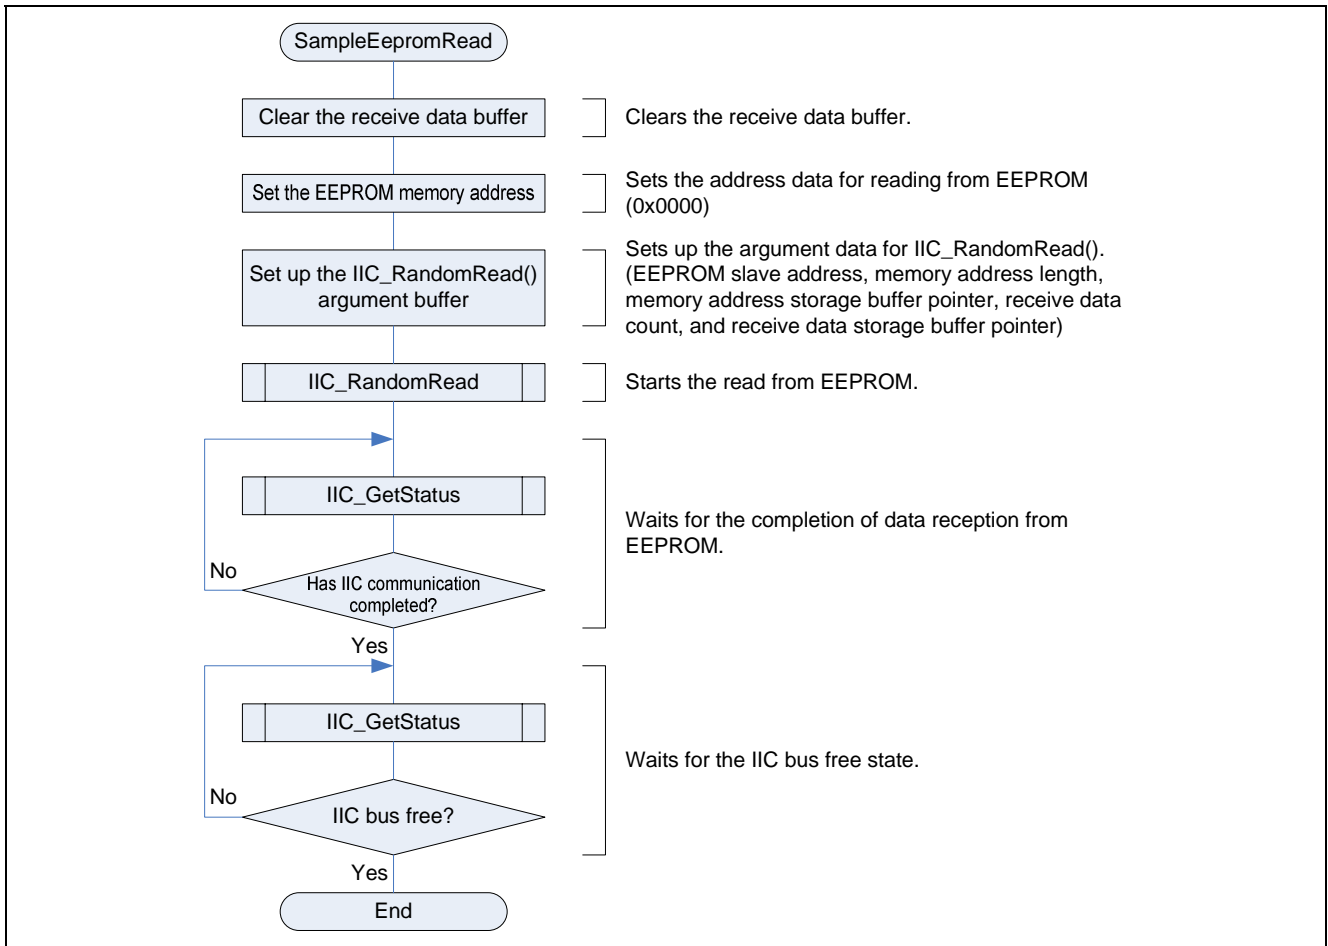 SampleEepromRead
Clear the receive data buffer
Clears the receive data buffer.
Set the EEPROM memory address
Sets the address data for reading from EEPROM
(0x0000)
Set up the IIC_RandomRead()
argument buffer
Sets up the argument data for IIC_RandomRead().
(EEPROM slave address, memory address length,
memory address storage buffer pointer, receive data
count, and receive data storage buffer pointer)
IIC_RandomRead
Starts the read from EEPROM.
IIC_GetStatus
Waits for the completion of data reception from
EEPROM.
No
Has IIC communication
completed?
Yes
IIC_GetStatus
Waits for the IIC bus free state.
No
IIC bus free?
Yes
End